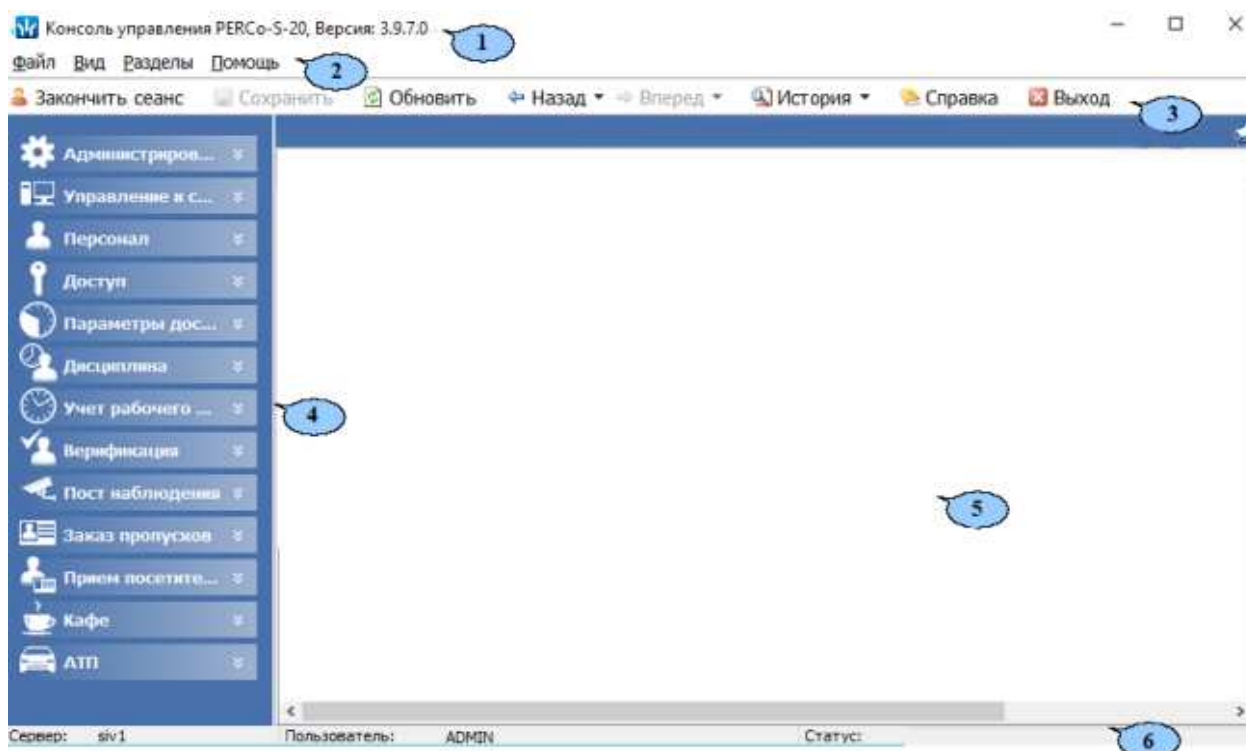 Консоль управления PERCo-S-20, Версия: 3.9.7.0
1
Файл Вид Разделы Помощь
2
Закончить сеанс Сохранить Обновить Назад Вперед История Справка Выход
3
Администриров...
Управление и с...
Персонал
Доступ
Параметры дос...
Дисциплина
Учет рабочего ...
4
Верификация
Пост наблюдения
5
Заказ пропусков
Прием посетите...
Кафе
АТП
Сервер: siv1 Пользователь: ADMIN Статус:
6